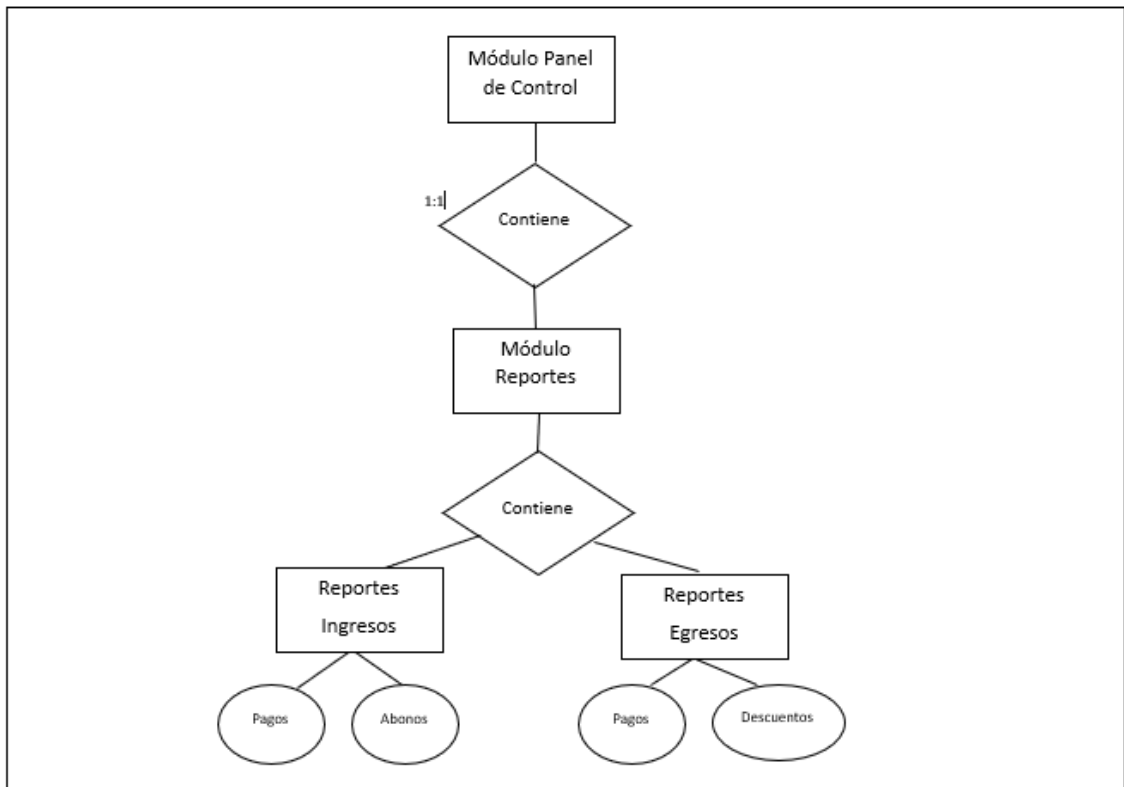 Módulo Panel
de Control
1:1
Contiene
Módulo
Reportes
Contiene
Reportes
Ingresos
Reportes
Egresos
Pagos
Abonos
Pagos
Descuentos